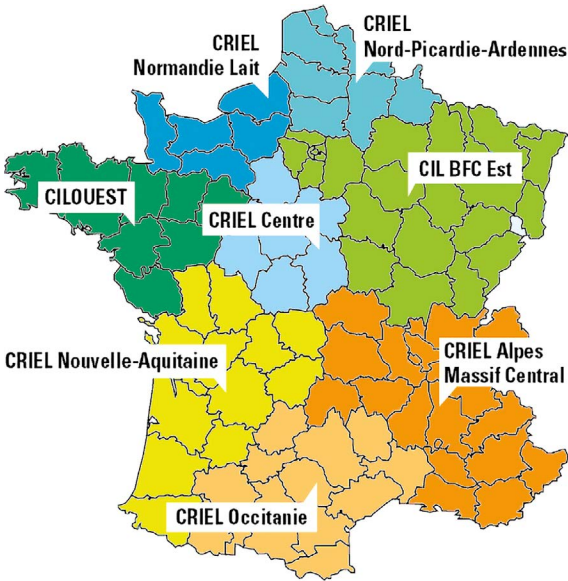 CRIEL
Normandie Lait
CRIEL
Nord-Picardie-Ardennes
CIL BFC Est
CILOUEST
CRIEL Centre
CRIEL Nouvelle-Aquitaine
CRIEL Alpes
Massif Central
CRIEL Occitanie